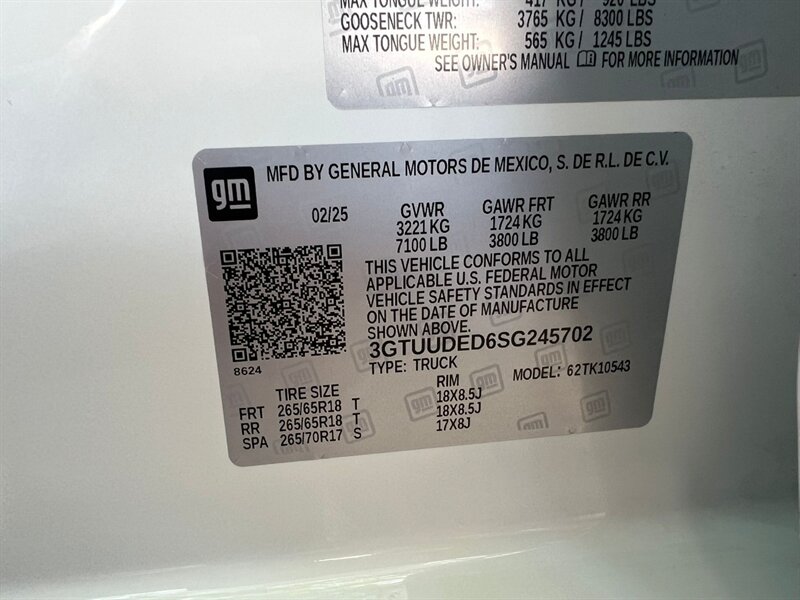 MAX TONGUE WEIGHT: 417 KG / 920 LBS
GOOSENECK TWR: 3765 KG / 8300 LBS
MAX TONGUE WEIGHT: 565 KG / 1245 LBS
SEE OWNER'S MANUAL FOR MORE INFORMATION
gm
MFD BY GENERAL MOTORS DE MEXICO, S. DE R.L. DE C.V.
02/25
GVWR GAWR FRT GAWR RR
3221 KG 1724 KG 1724 KG
7100 LB 3800 LB 3800 LB
THIS VEHICLE CONFORMS TO ALL
APPLICABLE U.S. FEDERAL MOTOR
VEHICLE SAFETY STANDARDS IN EFFECT
ON THE DATE OF MANUFACTURE
SHOWN ABOVE.
3GTUUDED6SG245702
8624
TYPE: TRUCK MODEL: 62TK10543
TIRE SIZE RIM
FRT 265/65R18 T 18X8.5J
RR 265/65R18 T 18X8.5J
SPA 265/70R17 S 17X8J